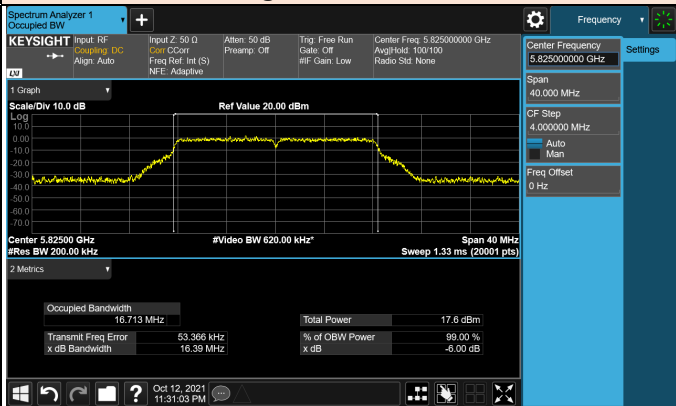 Spectrum Analyzer 1
Occupied BW
Frequency
KEYSIGHT
Input: RF
Coupling: DC
Align: Auto
Input Z: 50 Ω
Corr CCorr
Freq Ref: Int (S)
NFE: Adaptive
Atten: 50 dB
Preamp: Off
Trig: Free Run
Gate: Off
#IF Gain: Low
Center Freq: 5.825000000 GHz
Avg|Hold: 100/100
Radio Std: None
LXI
Center Frequency
5.825000000 GHz
Settings
Span
40.000 MHz
CF Step
4.000000 MHz
Auto
Man
Freq Offset
0 Hz
1 Graph
Scale/Div 10.0 dB
Ref Value 20.00 dBm
Log
10.0
0.00
-10.0
-20.0
-30.0
-40.0
-50.0
-60.0
-70.0
Center 5.82500 GHz
#Video BW 620.00 kHz*
Span 40 MHz
#Res BW 200.00 kHz
Sweep 1.33 ms (20001 pts)
2 Metrics
Occupied Bandwidth
16.713 MHz
Total Power 17.6 dBm
Transmit Freq Error 53.366 kHz
% of OBW Power 99.00 %
x dB Bandwidth 16.39 MHz
x dB -6.00 dB
?
Oct 12, 2021
11:31:03 PM